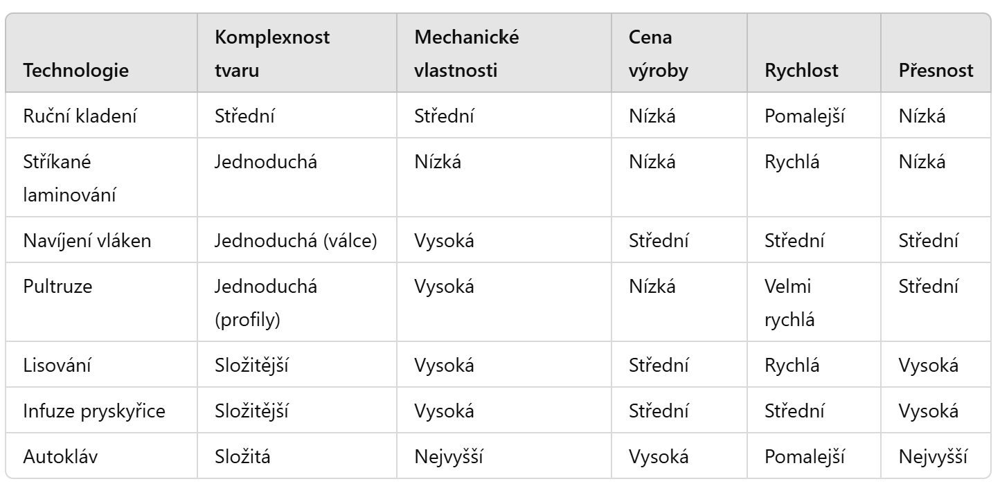 Technologie Komplexnost tvaru Mechanické vlastnosti Cena výroby Rychlost Přesnost
Ruční kladení Střední Střední Nízká Pomalejší Nízká
Stříkané laminování Jednoduchá Nízká Nízká Rychlá Nízká
Navíjení vláken Jednoduchá (válce) Vysoká Střední Střední Střední
Pultruze Jednoduchá (profily) Vysoká Nízká Velmi rychlá Střední
Lisování Složitější Vysoká Střední Rychlá Vysoká
Infuze pryskyřice Složitější Vysoká Střední Střední Vysoká
Autokláv Složitá Nejvyšší Vysoká Pomalejší Nejvyšší